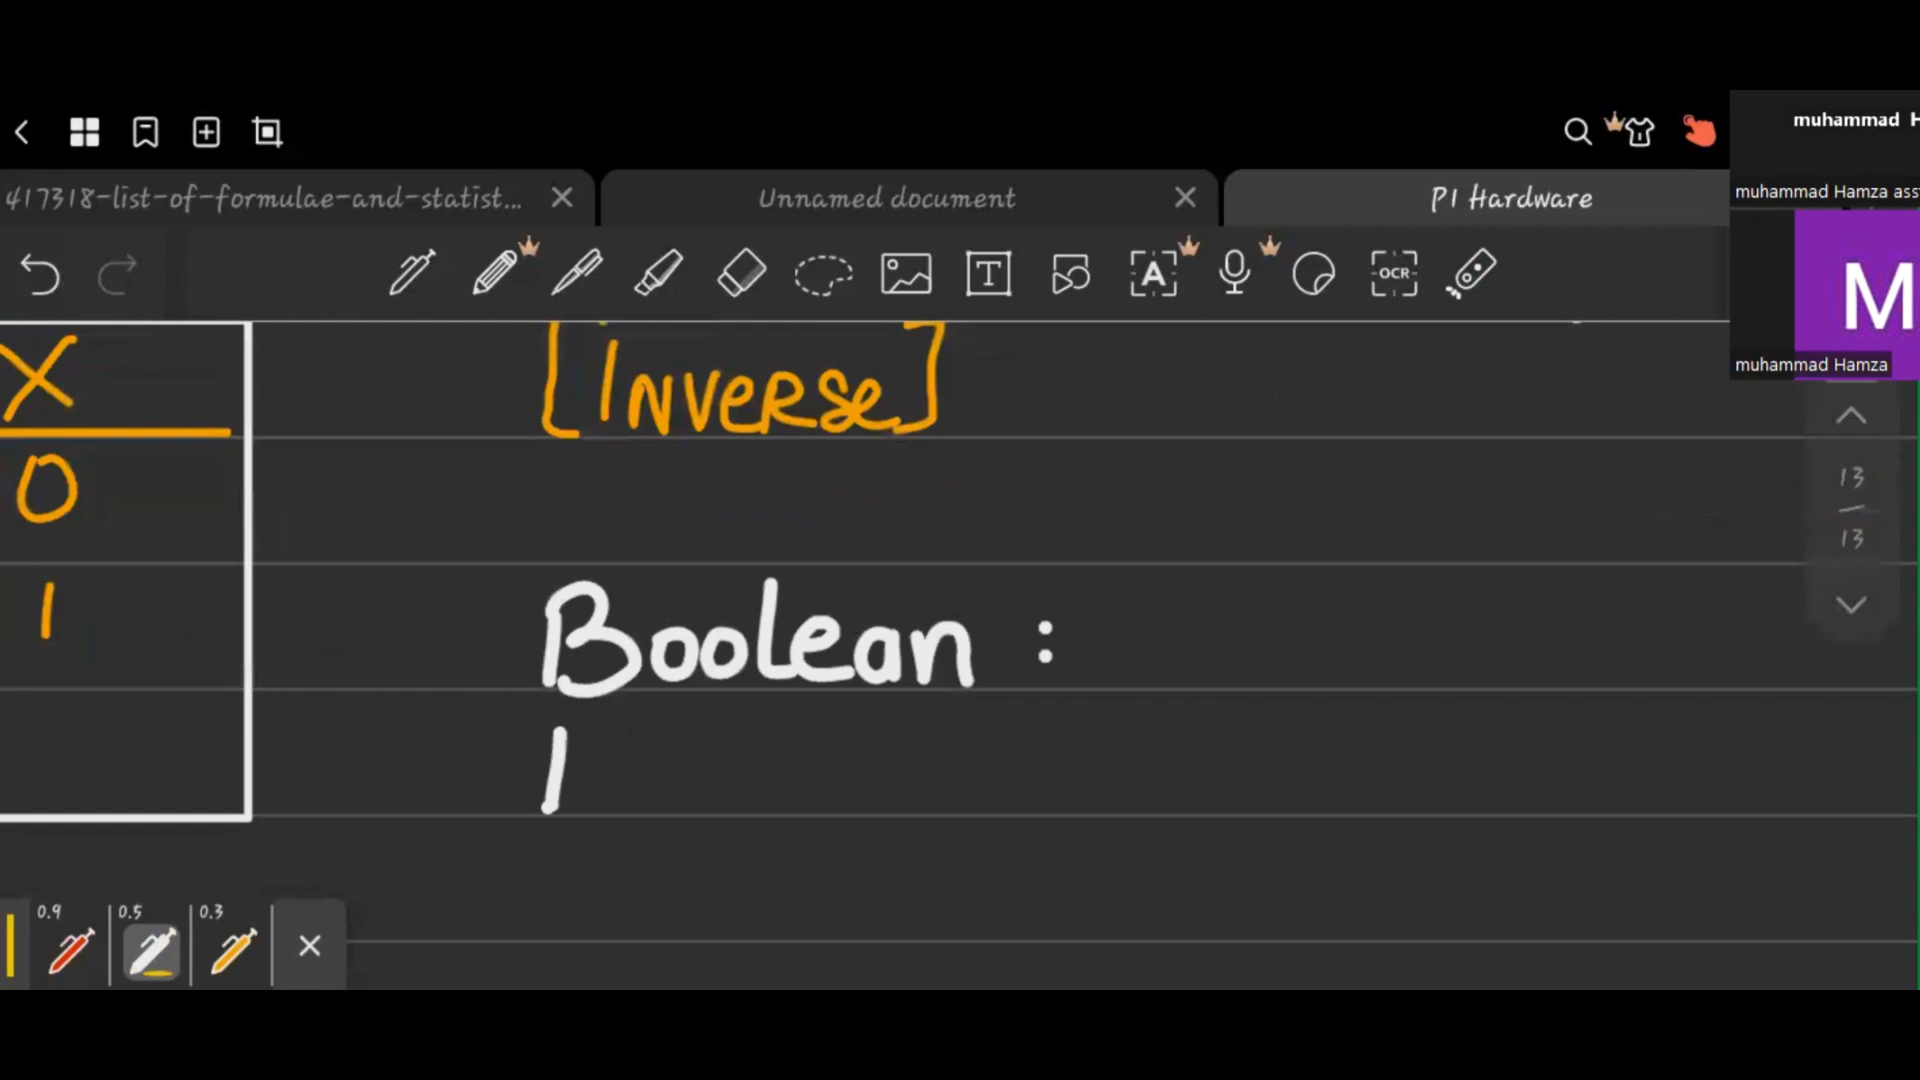 muhammad H
417318-list-of-formulae-and-statist...
Unnamed document
P1 Hardware
muhammad Hamza ass
A
T
OCR
M
muhammad Hamza
X
[Inverse]
0
1
Boolean :
1
13
13
0.9
0.5
0.3